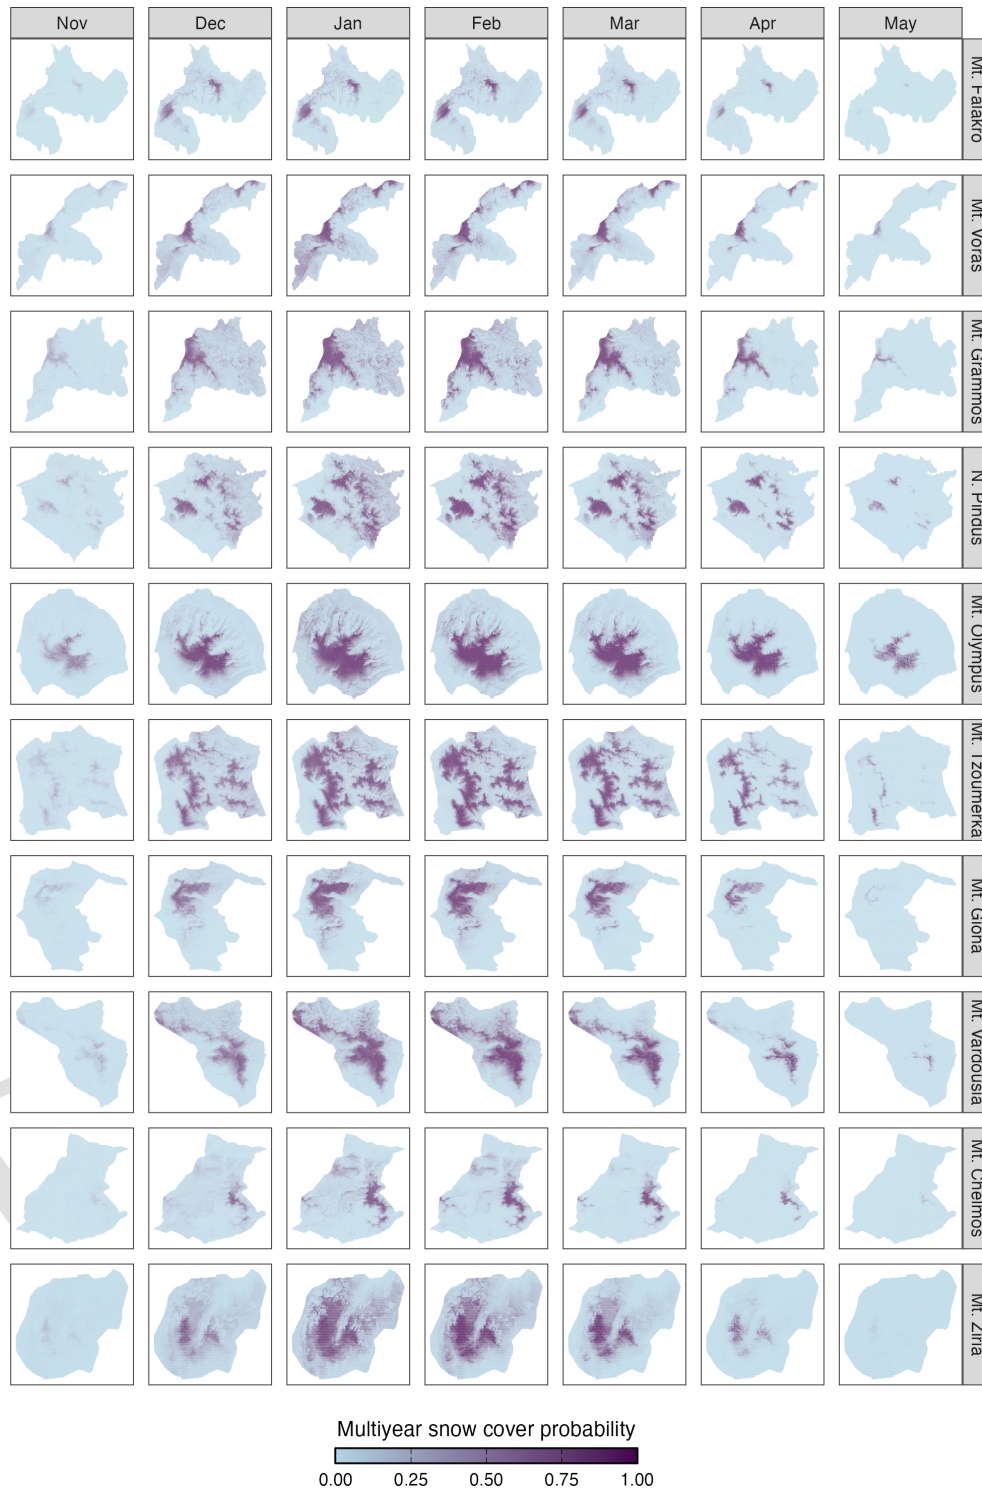 Nov Dec Jan Feb Mar Apr May
Mt. Falakro
Mt. Voras
Mt. Grammos
N. Pindus
Mt. Olympus
Mt. Tzoumerka
Mt. Giona
Mt. Vardousia
Mt. Chelmos
Mt. Ziria
Multiyear snow cover probability
0.00 0.25 0.50 0.75 1.00